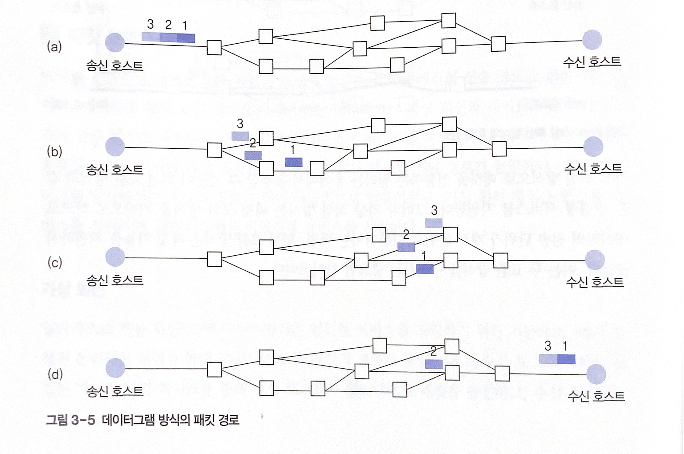 (a)
3 2 1
송신 호스트
수신 호스트
(b)
3
2
1
송신 호스트
수신 호스트
(c)
3
2
1
송신 호스트
수신 호스트
(d)
2
3 1
송신 호스트
수신 호스트
그림 3-5 데이터그램 방식의 패킷 경로